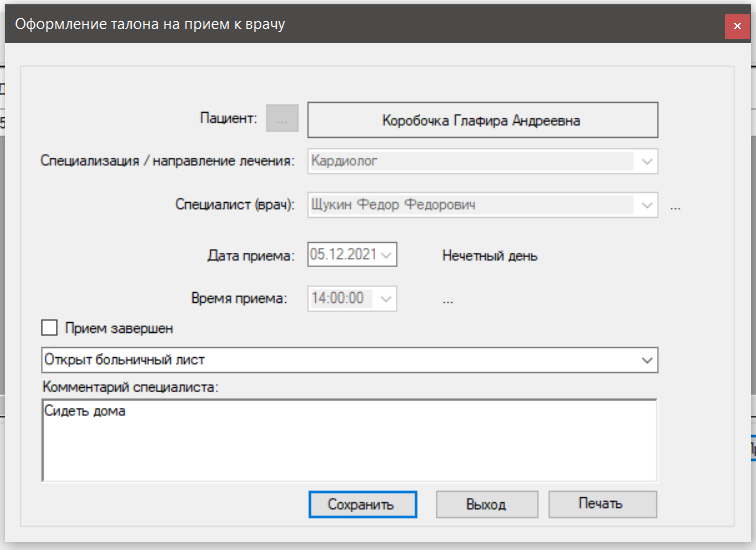 Оформление талона на прием к врачу
Пациент: ... Коробочка Глафира Андреевна
Специализация / направление лечения: Кардиолог
Специалист (врач): Щукин Федор Федорович ...
Дата приема: 05.12.2021 Нечетный день
Время приема: 14:00:00 ...
Прием завершен
Открыт больничный лист
Комментарий специалиста:
Сидеть дома
Сохранить Выход Печать